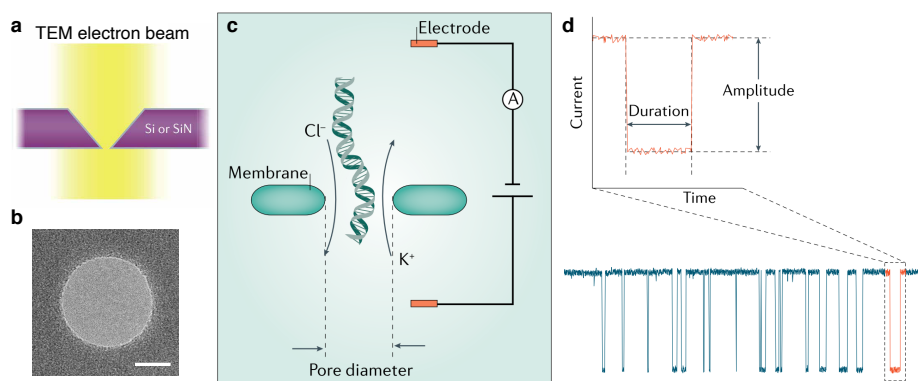 a
TEM electron beam
Si or SiN
b
c
Electrode
A
Cl⁻
Membrane
K⁺
Pore diameter
d
Current
Amplitude
Duration
Time